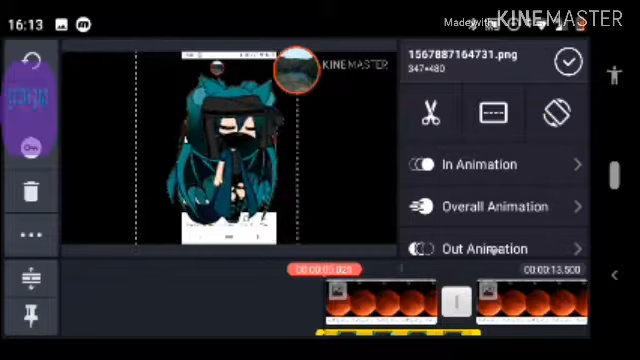 16:13
Made with
KINEMASTER
KINEMASTER
1567887164731.png
347×480
In Animation
Overall Animation
Out Animation
00:00:13.500